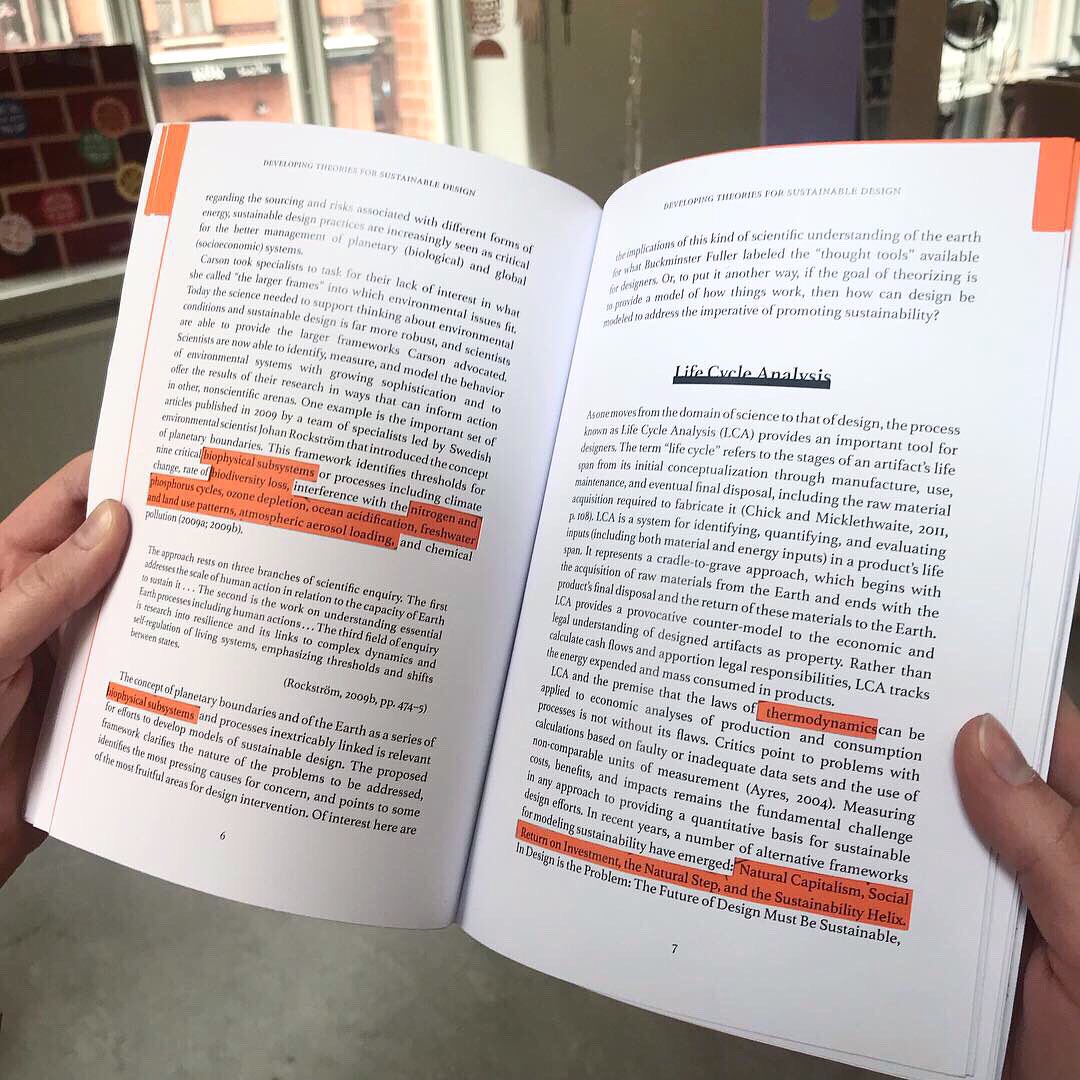 DEVELOPING THEORIES FOR SUSTAINABLE DESIGN
regarding the sourcing and risks associated with different forms of
energy, sustainable design practices are increasingly seen as critical
for the better management of planetary (biological) and global
(socioeconomic) systems.
Carson took specialists to task for their lack of interest in what
she called “the larger frames” into which environmental issues fit.
Today the science needed to support thinking about environmental
conditions and sustainable design is far more robust, and scientists
are able to provide the larger frameworks Carson advocated.
Scientists are now able to identify, measure, and model the behavior
of environmental systems with growing sophistication and to
offer the results of their research in ways that can inform action
in other, nonscientific arenas. One example is the important set of
articles published in 2009 by a team of specialists led by Swedish
environmental scientist Johan Rockström that introduced the concept
of planetary boundaries. This framework identifies thresholds for
nine critical biophysical subsystems or processes including climate
change, rate of biodiversity loss, interference with the nitrogen and
phosphorus cycles, ozone depletion, ocean acidification, freshwater
and land use patterns, atmospheric aerosol loading, and chemical
pollution (2009a; 2009b).
The approach rests on three branches of scientific enquiry. The first
addresses the scale of human action in relation to the capacity of Earth
to sustain it . . . The second is the work on understanding essential
Earth processes including human actions . . . The third field of enquiry
is research into resilience and its links to complex dynamics and
self-regulation of living systems, emphasizing thresholds and shifts
between states.
(Rockström, 2009b, pp. 474–5)
The concept of planetary boundaries and of the Earth as a series of
biophysical subsystems and processes inextricably linked is relevant
for efforts to develop models of sustainable design. The proposed
framework clarifies the nature of the problems to be addressed,
identifies the most pressing causes for concern, and points to some
of the most fruitful areas for design intervention. Of interest here are
6
DEVELOPING THEORIES FOR SUSTAINABLE DESIGN
the implications of this kind of scientific understanding of the earth
for what Buckminster Fuller labeled the “thought tools” available
for designers. Or, to put it another way, if the goal of theorizing is
to provide a model of how things work, then how can design be
modeled to address the imperative of promoting sustainability?
Life Cycle Analysis
As one moves from the domain of science to that of design, the process
known as Life Cycle Analysis (LCA) provides an important tool for
designers. The term “life cycle” refers to the stages of an artifact’s life
span from its initial conceptualization through manufacture, use,
maintenance, and eventual final disposal, including the raw material
acquisition required to fabricate it (Chick and Micklethwaite, 2011,
p. 108). LCA is a system for identifying, quantifying, and evaluating
inputs (including both material and energy inputs) in a product’s life
span. It represents a cradle-to-grave approach, which begins with
the acquisition of raw materials from the Earth and ends with the
product’s final disposal and the return of these materials to the Earth.
LCA provides a provocative counter-model to the economic and
legal understanding of designed artifacts as property. Rather than
calculate cash flows and apportion legal responsibilities, LCA tracks
the energy expended and mass consumed in products.
LCA and the premise that the laws of thermodynamics can be
applied to economic analyses of production and consumption
processes is not without its flaws. Critics point to problems with
calculations based on faulty or inadequate data sets and the use of
non-comparable units of measurement (Ayres, 2004). Measuring
costs, benefits, and impacts remains the fundamental challenge
in any approach to providing a quantitative basis for sustainable
design efforts. In recent years, a number of alternative frameworks
for modeling sustainability have emerged: Natural Capitalism, Social
Return on Investment, the Natural Step, and the Sustainability Helix.
In Design is the Problem: The Future of Design Must Be Sustainable,
7